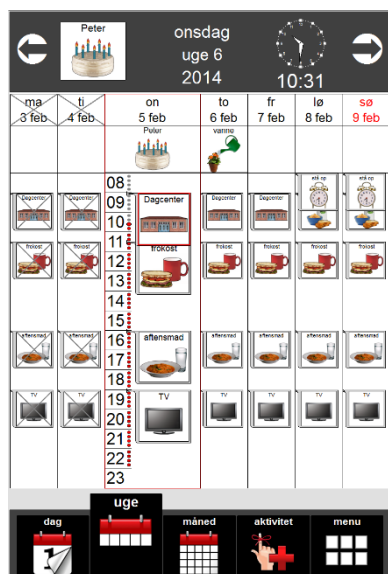 Peter
onsdag
uge 6
2014
10:31
ma ti on to fr lø sø
3 feb 4 feb 5 feb 6 feb 7 feb 8 feb 9 feb
Peter vanne
08 stå op stå op
09 Dagcenter Dagcenter Dagcenter Dagcenter Dagcenter
10
11 frokost frokost frokost frokost frokost frokost frokost
12
13
14
15
16 aftensmad aftensmad aftensmad aftensmad aftensmad aftensmad aftensmad
17
18
19 TV TV TV TV TV TV TV
20
21
22
23
dag uge måned aktivitet menu